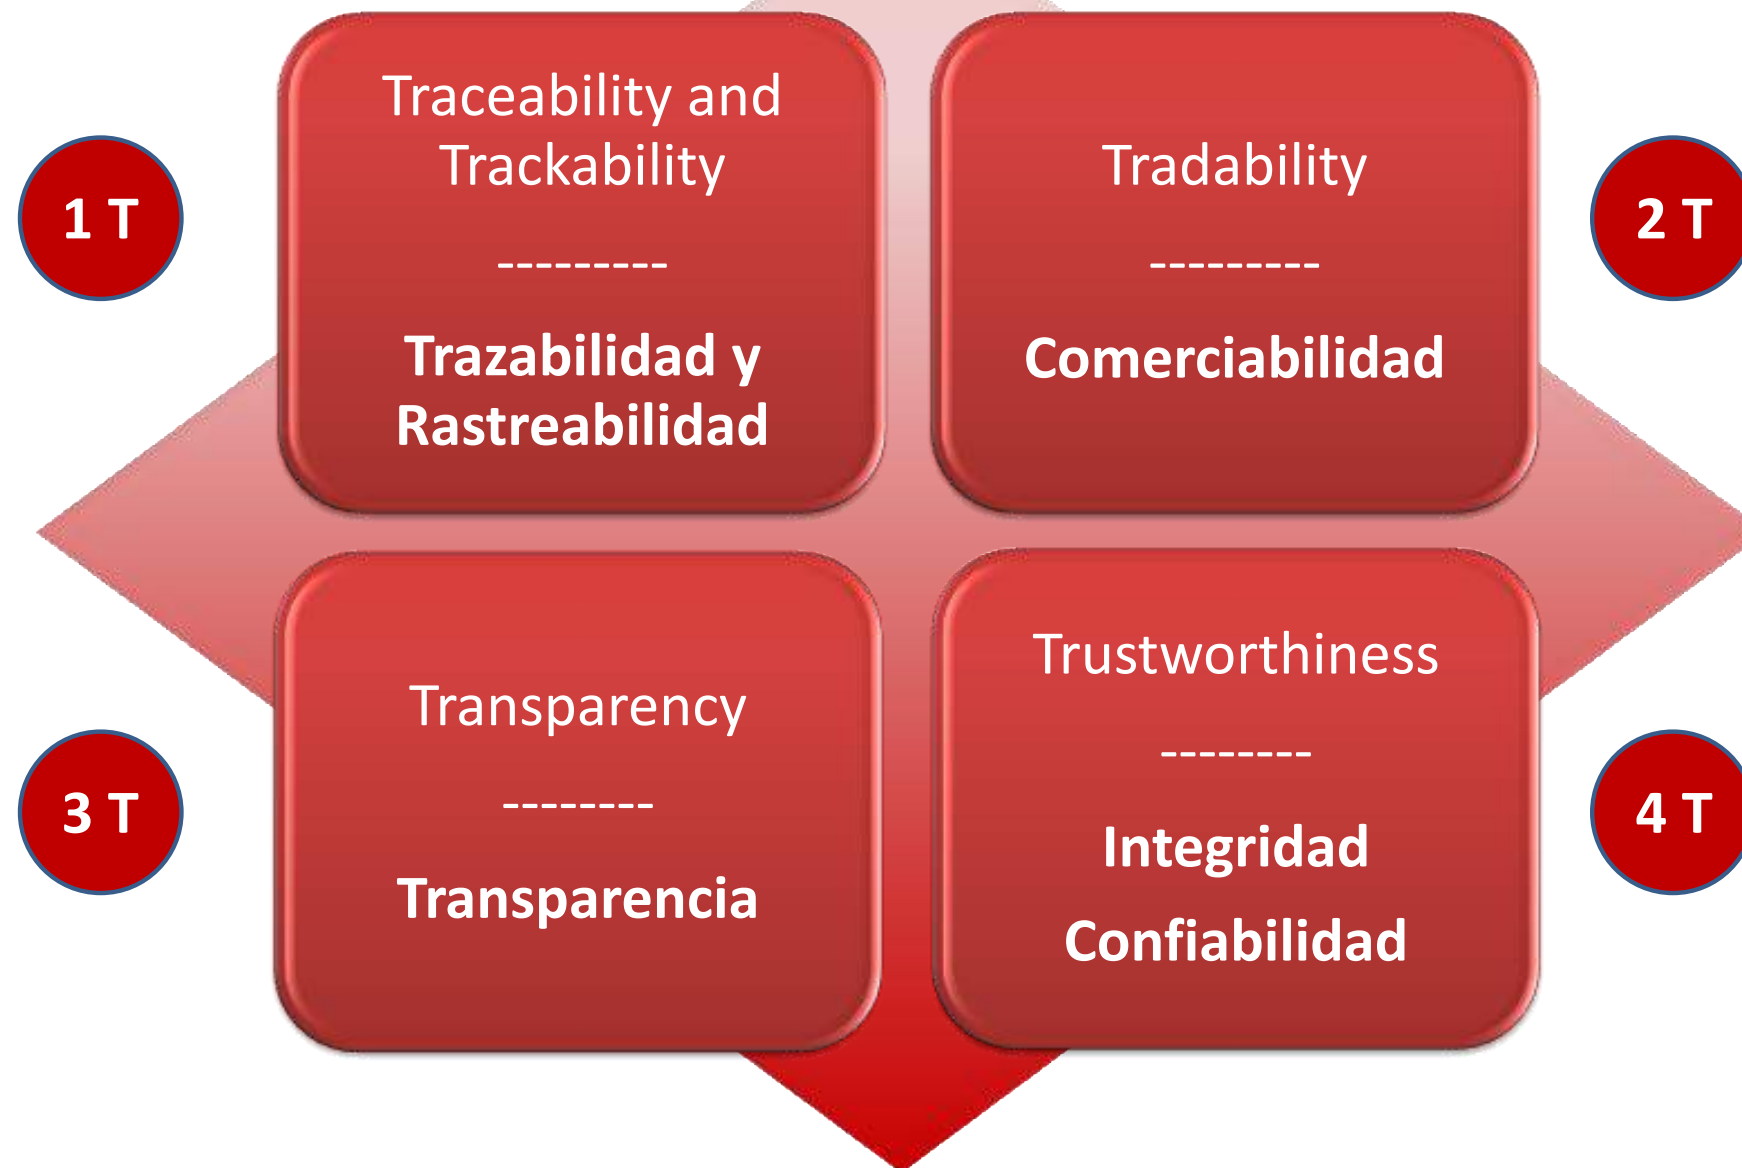 1 T
Traceability and
Trackability
---------
Trazabilidad y
Rastreabilidad
Tradability
---------
Comerciabilidad
2 T
3 T
Transparency
--------
Transparencia
Trustworthiness
--------
Integridad
Confiabilidad
4 T